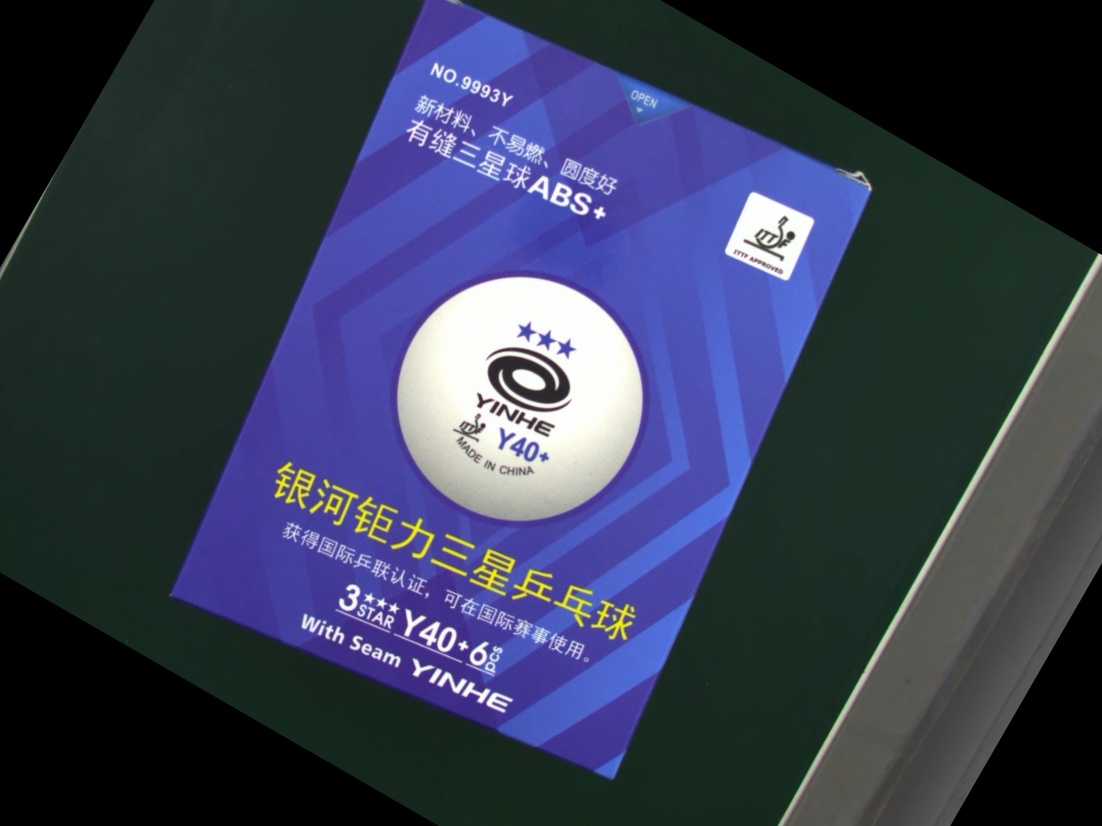 NO.9993Y
OPEN
新材料、不易燃、圆度好
有缝三星球ABS+
ITTF
ITTF APPROVED
YINHE
Y40+
MADE IN CHINA
银河钜力三星乒乓球
获得国际乒联认证，可在国际赛事使用。
3 STAR Y40+ 6 pcs
With Seam YINHE